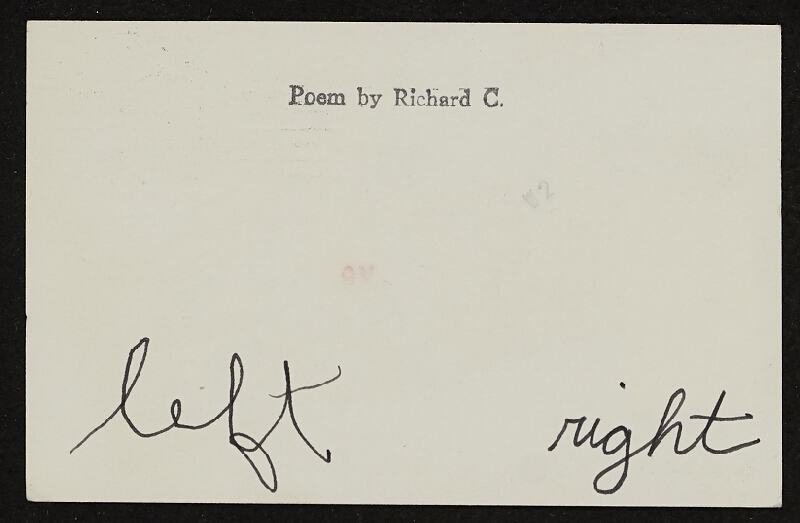 Poem by Richard C.
left right